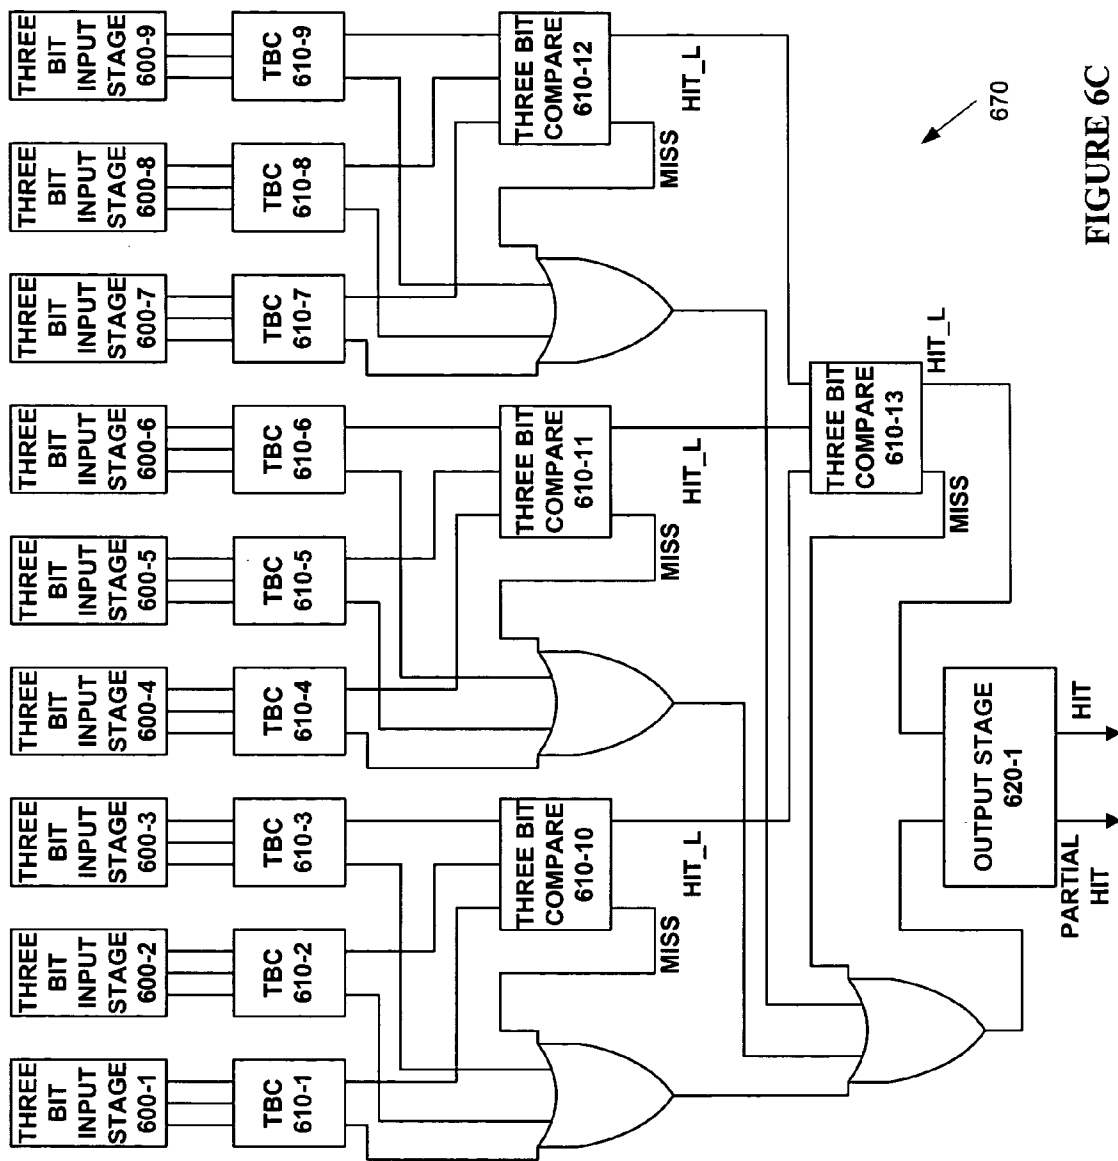 THREE
BIT
INPUT
STAGE
600-1
THREE
BIT
INPUT
STAGE
600-2
THREE
BIT
INPUT
STAGE
600-3
THREE
BIT
INPUT
STAGE
600-4
THREE
BIT
INPUT
STAGE
600-5
THREE
BIT
INPUT
STAGE
600-6
THREE
BIT
INPUT
STAGE
600-7
THREE
BIT
INPUT
STAGE
600-8
THREE
BIT
INPUT
STAGE
600-9
TBC
610-1
TBC
610-2
TBC
610-3
TBC
610-4
TBC
610-5
TBC
610-6
TBC
610-7
TBC
610-8
TBC
610-9
THREE BIT
COMPARE
610-10
THREE BIT
COMPARE
610-11
THREE BIT
COMPARE
610-12
MISS
HIT_L
MISS
HIT_L
MISS
HIT_L
THREE BIT
COMPARE
610-13
MISS
HIT_L
OUTPUT STAGE
620-1
PARTIAL
HIT
HIT
670
FIGURE 6C